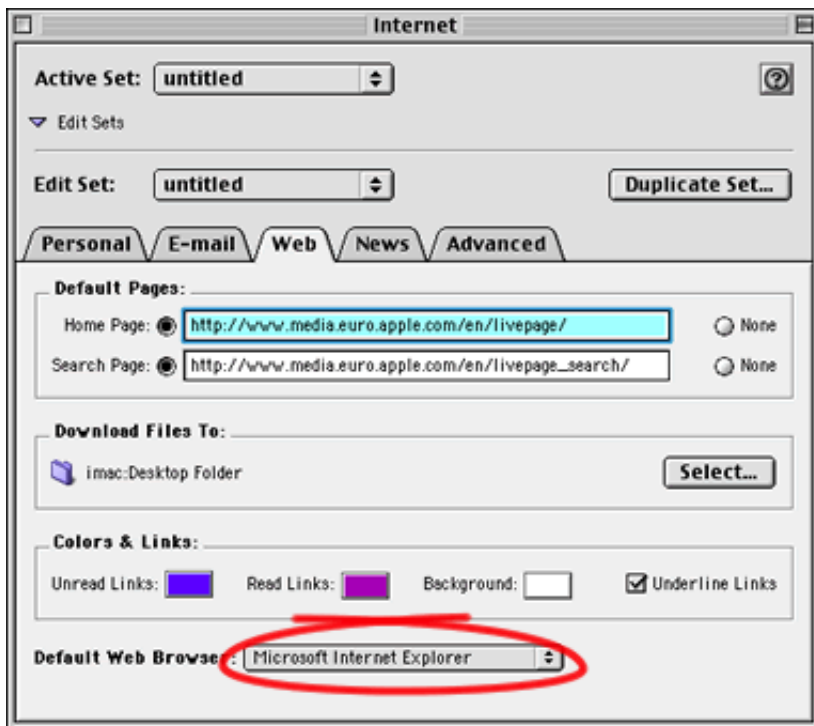 Internet
Active Set: untitled
Edit Sets
Edit Set: untitled Duplicate Set...
Personal E-mail Web News Advanced
Default Pages:
Home Page: http://www.media.euro.apple.com/en/livepage/ None
Search Page: http://www.media.euro.apple.com/en/livepage_search/ None
Download Files To:
imac:Desktop Folder Select...
Colors & Links:
Unread Links: Read Links: Background: Underline Links
Default Web Browser: Microsoft Internet Explorer